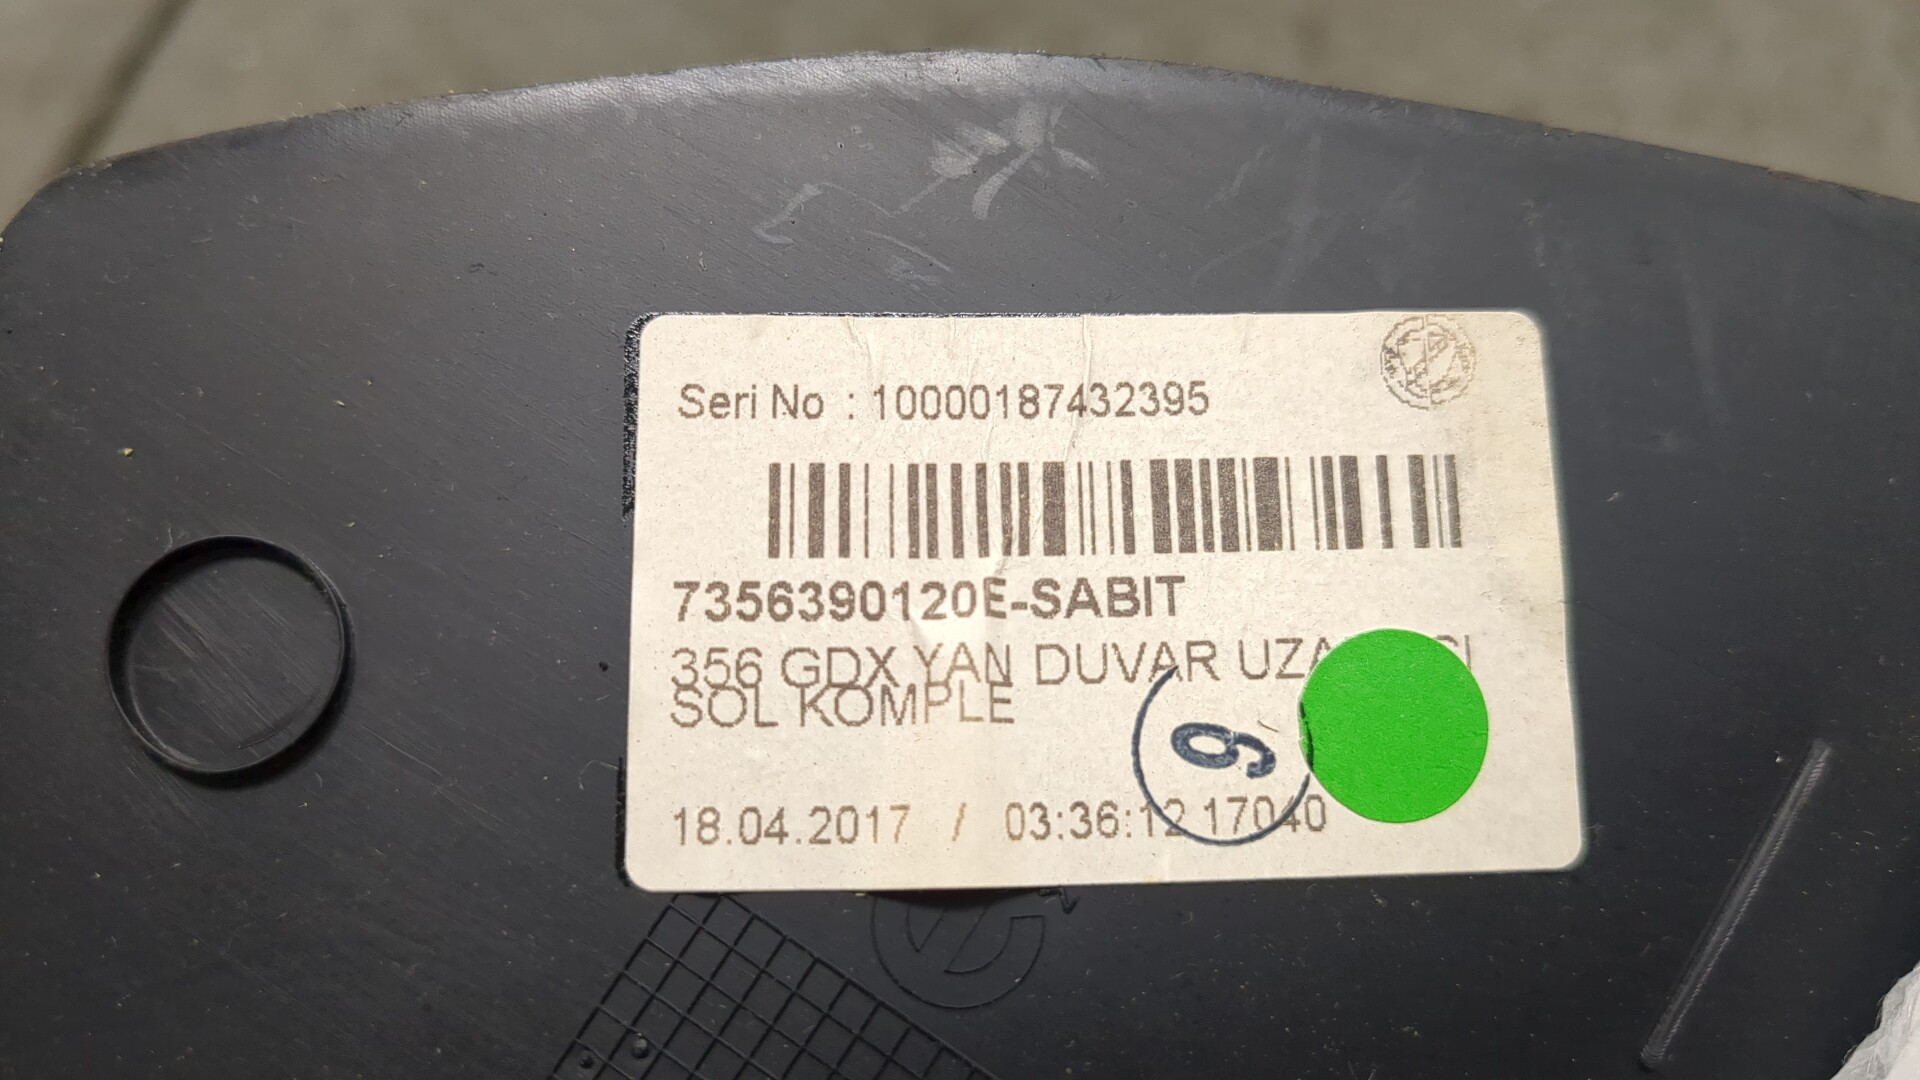 Seri No : 10000187432395
7356390120E-SABIT
356 GDX YAN DUVAR
SOL KOMPLE
9
18.04.2017 / 03:36:12 17040